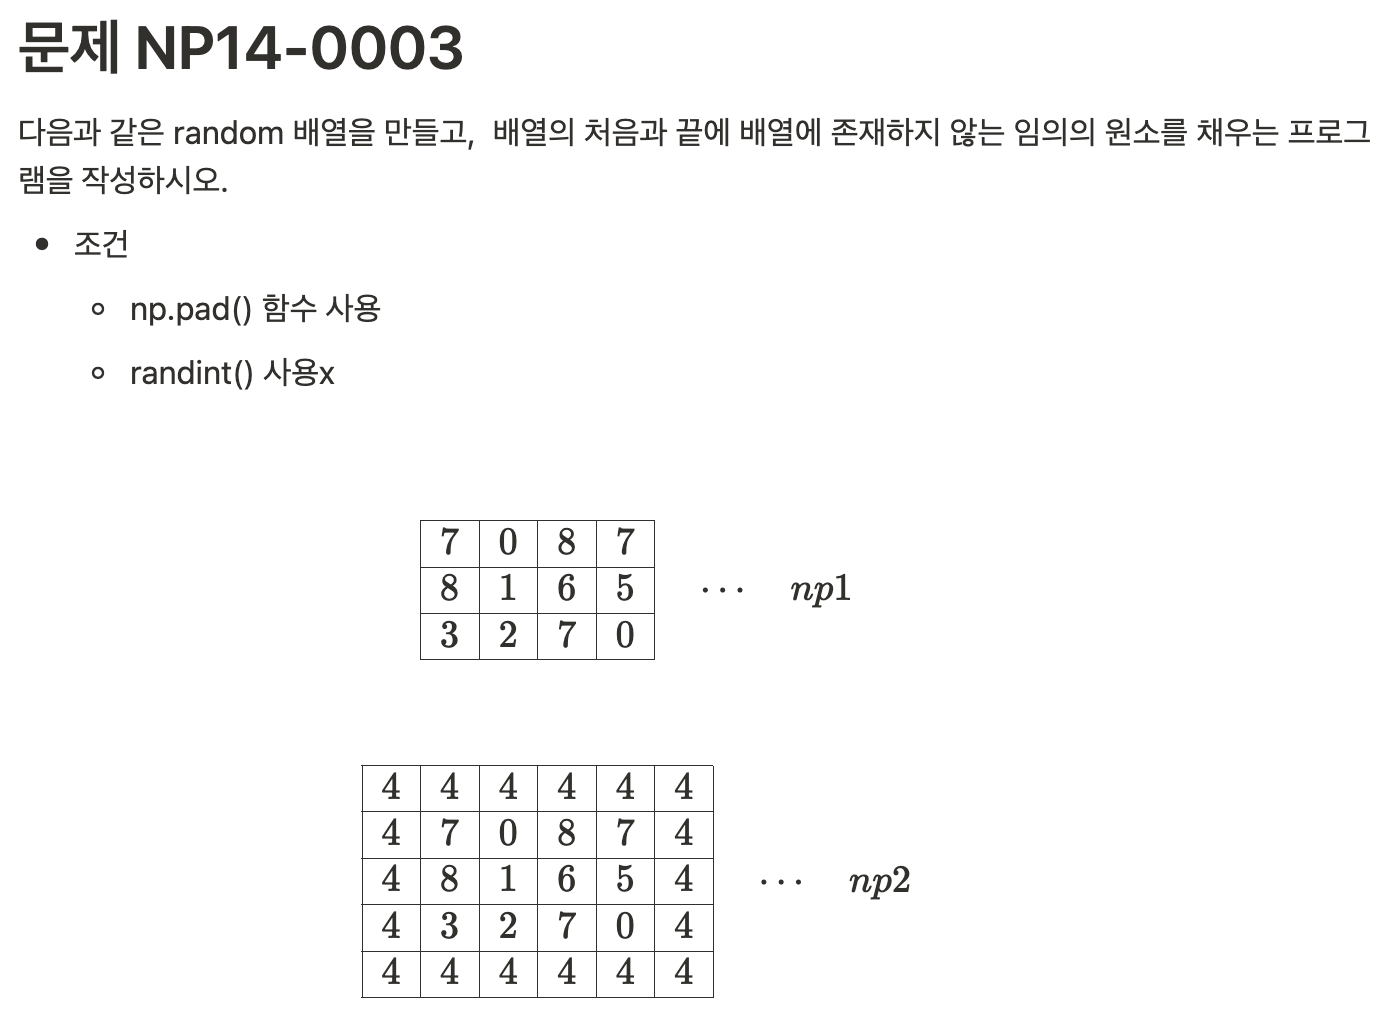 문제 NP14-0003
다음과 같은 random 배열을 만들고, 배열의 처음과 끝에 배열에 존재하지 않는 임의의 원소를 채우는 프로그
램을 작성하시오.
• 조건
◦ np.pad() 함수 사용
◦ randint() 사용x
7 0 8 7
8 1 6 5 ⋯ np1
3 2 7 0
4 4 4 4 4 4
4 7 0 8 7 4
4 8 1 6 5 4 ⋯ np2
4 3 2 7 0 4
4 4 4 4 4 4